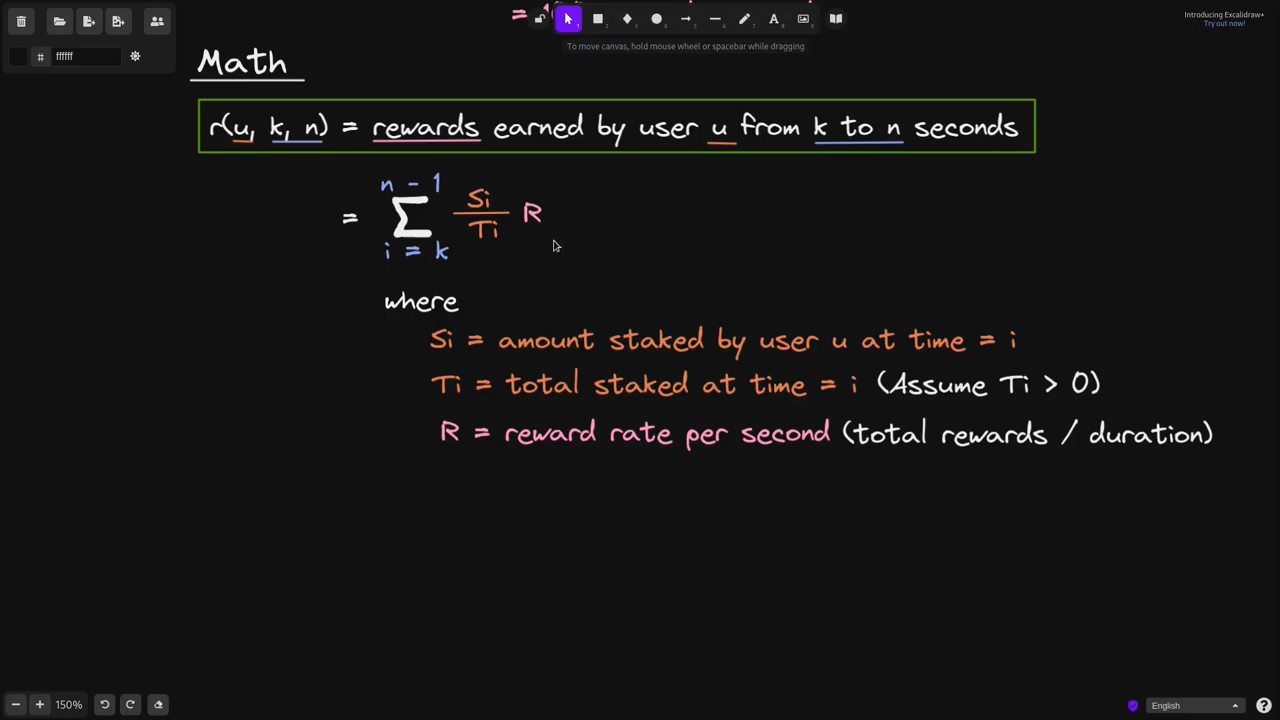 Introducing Excalidraw+
Try out now!
To move canvas, hold mouse wheel or spacebar while dragging
# ffffff
Math
r(u, k, n) = rewards earned by user u from k to n seconds
n - 1
= Σ Si / Ti R
i = k
where
Si = amount staked by user u at time = i
Ti = total staked at time = i (Assume Ti > 0)
R = reward rate per second (total rewards / duration)
150%
English